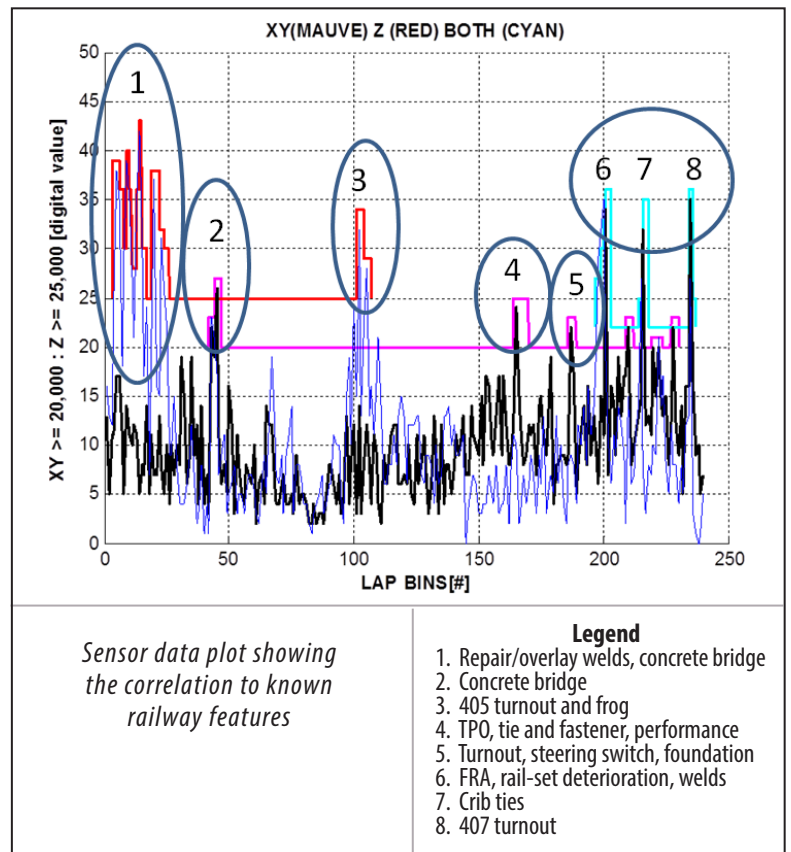 XY(MAUVE) Z (RED) BOTH (CYAN)
XY >= 20,000 : Z >= 25,000 [digital value]
50
45
40
35
30
25
20
15
10
5
0
1
2
3
4
5
6
7
8
0
50
100
150
200
250
LAP BINS[#]
Sensor data plot showing
the correlation to known
railway features
Legend
1. Repair/overlay welds, concrete bridge
2. Concrete bridge
3. 405 turnout and frog
4. TPO, tie and fastener, performance
5. Turnout, steering switch, foundation
6. FRA, rail-set deterioration, welds
7. Crib ties
8. 407 turnout